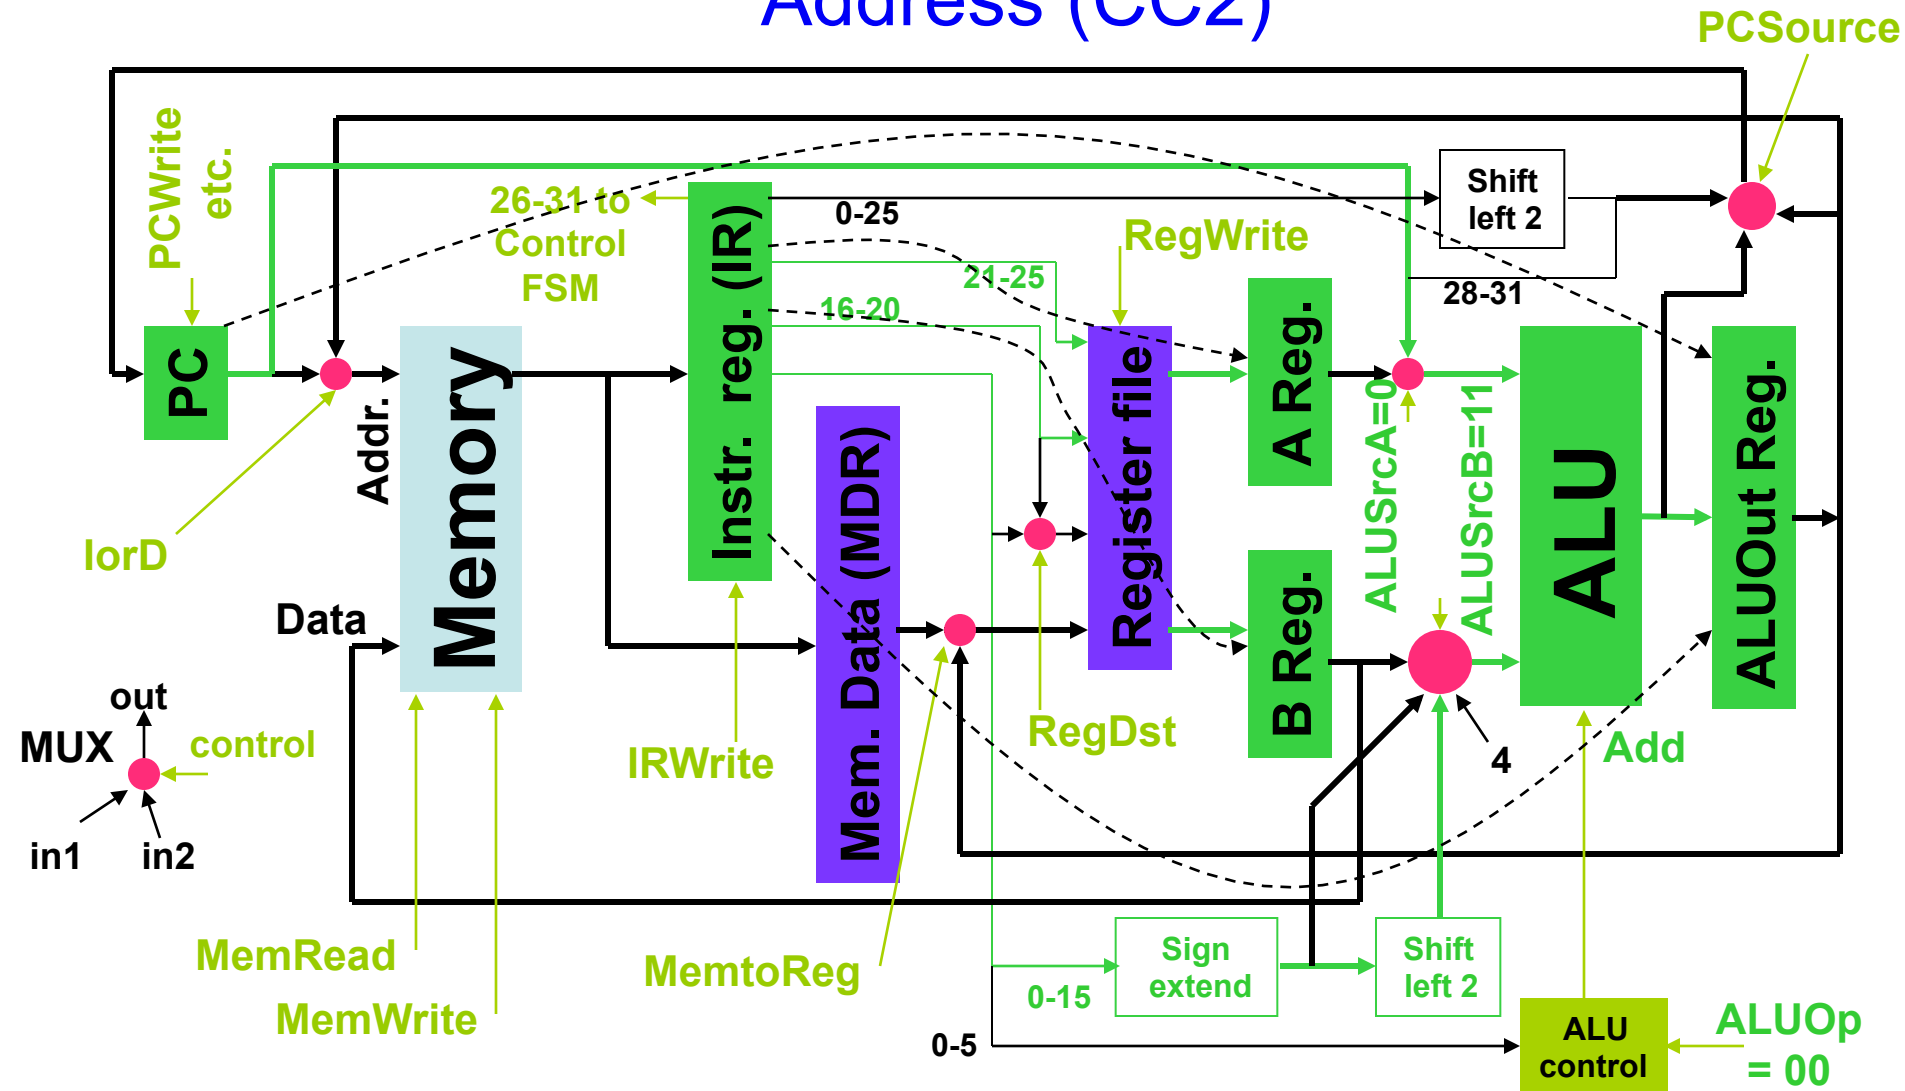 Address (CC2)
PCSource
PCWrite
etc.
26-31 to
Control
FSM
0-25
Shift
left 2
RegWrite
21-25
16-20
28-31
PC
Addr.
Memory
Instr. reg. (IR)
Mem. Data (MDR)
Register file
A Reg.
B Reg.
ALUSrcA=0
ALUSrcB=11
ALU
ALUOut Reg.
IorD
Data
out
MUX
control
in1
in2
IRWrite
RegDst
4
Add
MemRead
MemWrite
MemtoReg
Sign
extend
Shift
left 2
0-15
0-5
ALU
control
ALUOp
= 00